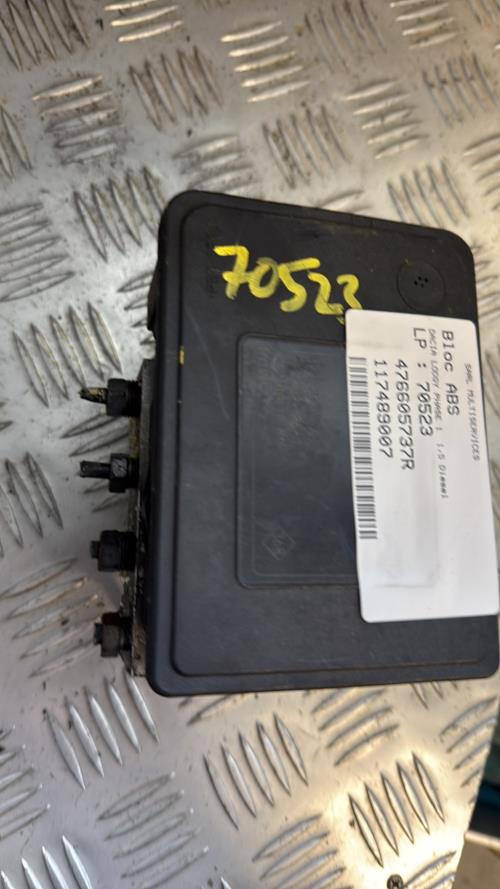 70523
SARL MULTISERVICES
Bloc ABS
DACIA LODGY PHASE 1 1.5 Diesel
LP : 70523
476605737R
117489007